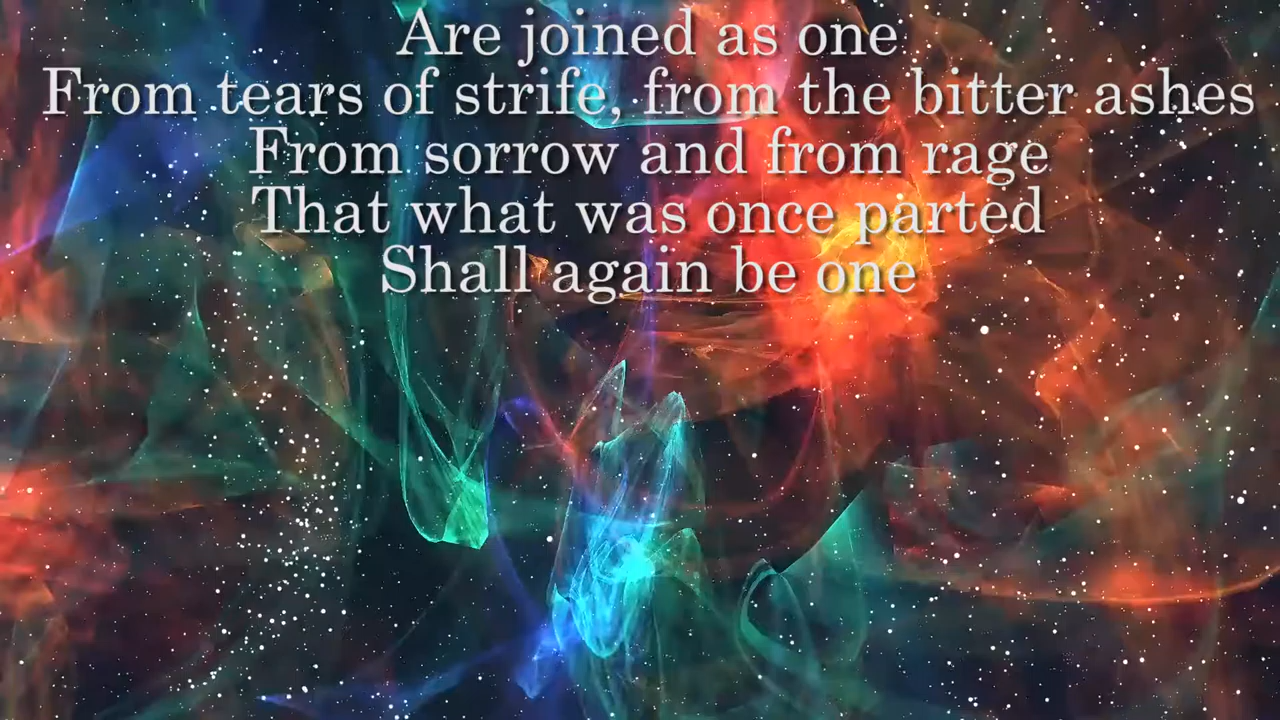 Are joined as one
From tears of strife, from the bitter ashes
From sorrow and from rage
That what was once parted
Shall again be one